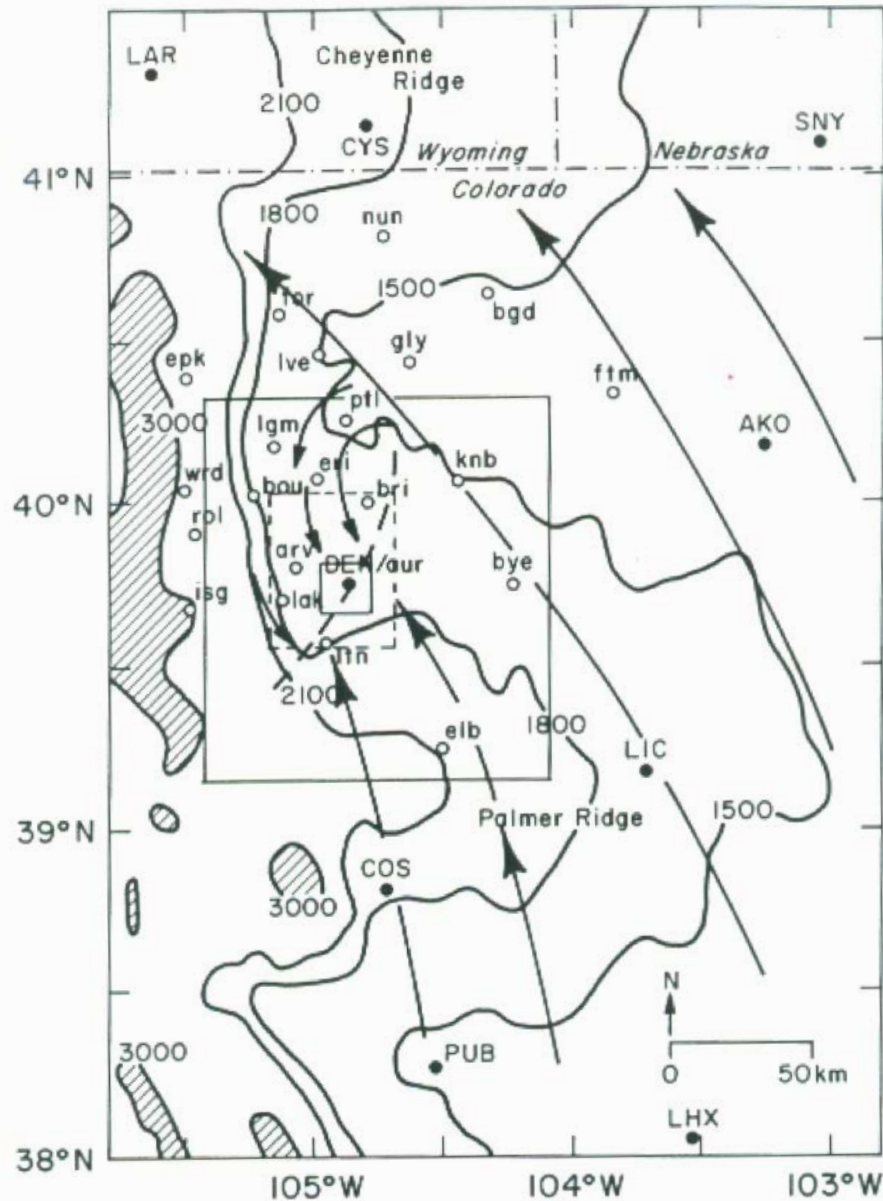 LAR
Cheyenne
Ridge
2100
CYS
SNY
Wyoming
Nebraska
41°N
Colorado
1800
nun
1500
for
bgd
lve
gly
epk
ftm
3000
ptl
lgm
AKO
wrd
eri
knb
40°N
bou
bri
rol
arv
DEN/aur
bye
isg
lak
ltn
2100
elb
1800
LIC
1500
39°N
Palmer Ridge
COS
3000
N
3000
PUB
0
50km
LHX
38°N
105°W
104°W
103°W